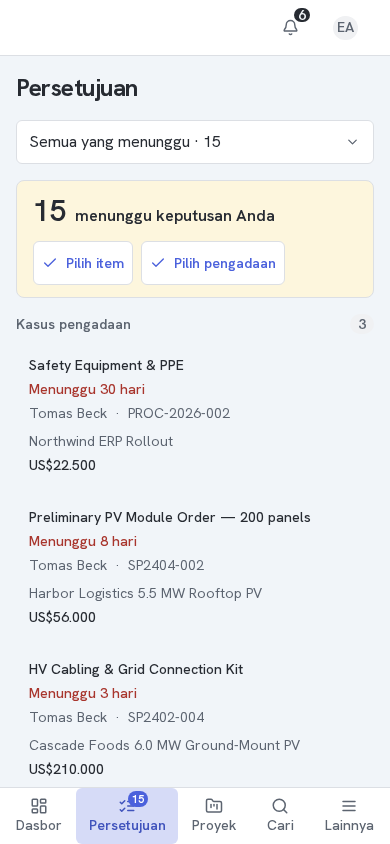 6
EA
Persetujuan
Semua yang menunggu · 15
15 menunggu keputusan Anda
Pilih item
Pilih pengadaan
Kasus pengadaan 3
Safety Equipment & PPE
Menunggu 30 hari
Tomas Beck · PROC-2026-002
Northwind ERP Rollout
US$22.500
Preliminary PV Module Order — 200 panels
Menunggu 8 hari
Tomas Beck · SP2404-002
Harbor Logistics 5.5 MW Rooftop PV
US$56.000
HV Cabling & Grid Connection Kit
Menunggu 3 hari
Tomas Beck · SP2402-004
Cascade Foods 6.0 MW Ground-Mount PV
US$210.000
15
Dasbor
Persetujuan
Proyek
Cari
Lainnya